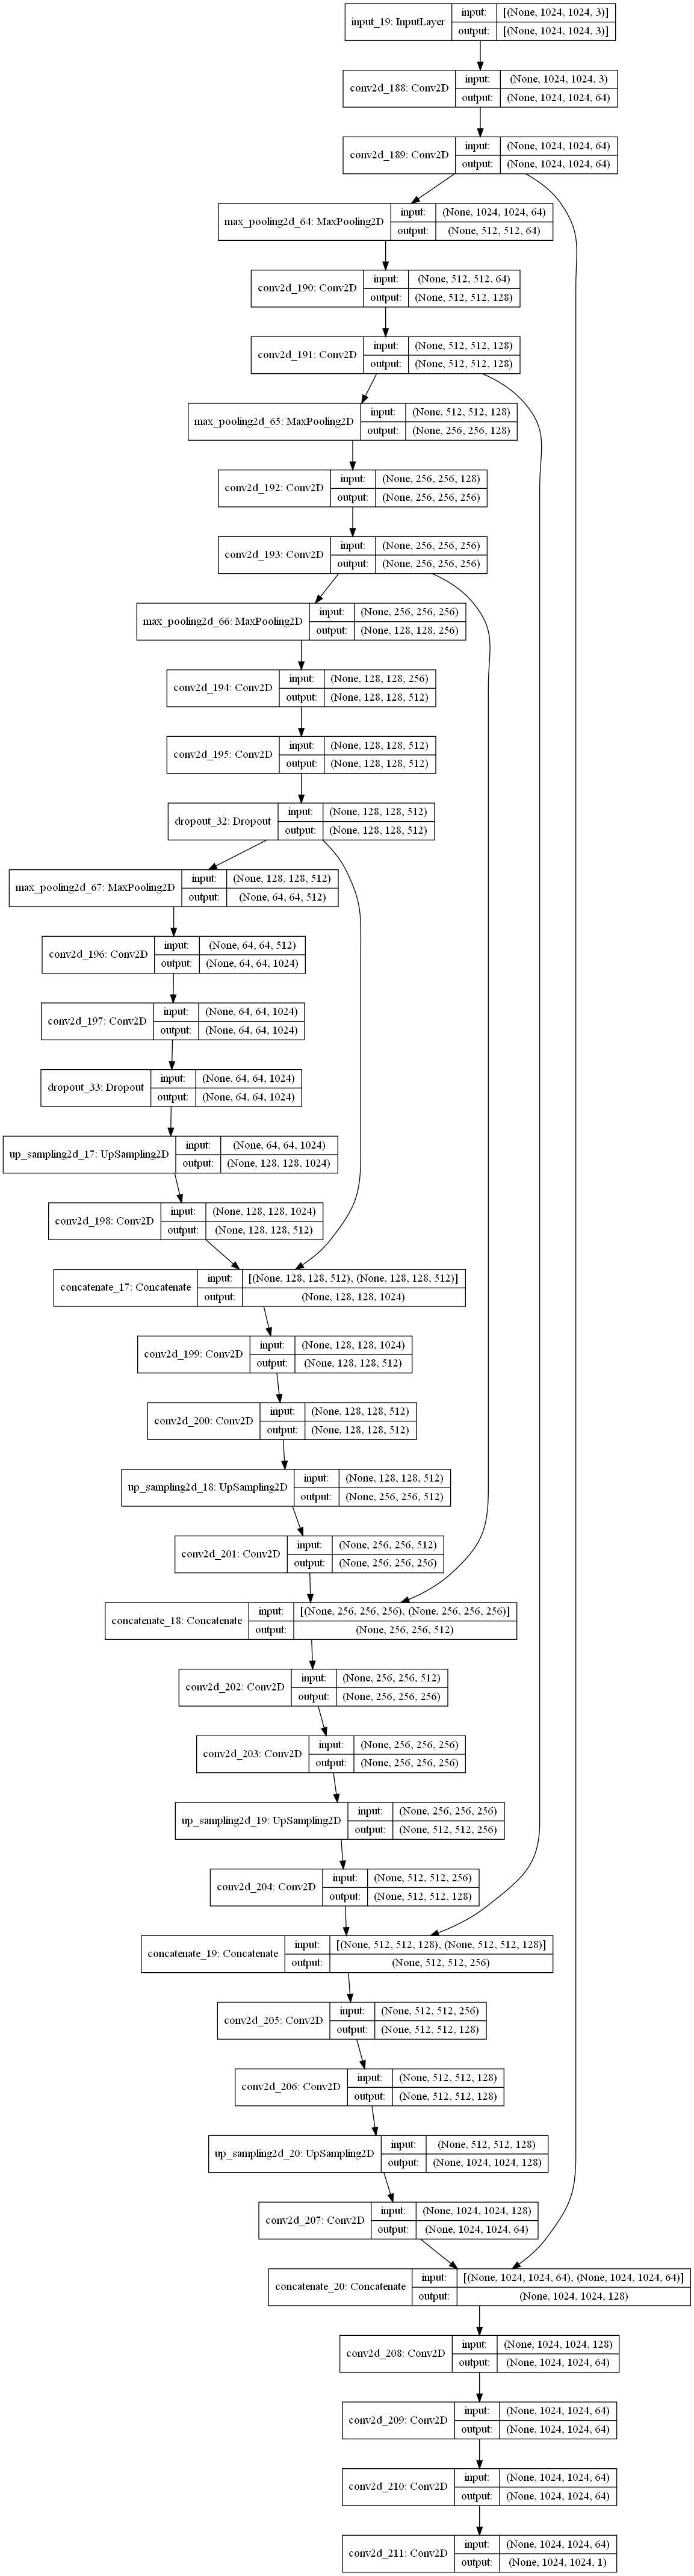 input_19: InputLayer
input: [(None, 1024, 1024, 3)]
output: [(None, 1024, 1024, 3)]
conv2d_188: Conv2D
input: (None, 1024, 1024, 3)
output: (None, 1024, 1024, 64)
conv2d_189: Conv2D
input: (None, 1024, 1024, 64)
output: (None, 1024, 1024, 64)
max_pooling2d_64: MaxPooling2D
input: (None, 1024, 1024, 64)
output: (None, 512, 512, 64)
conv2d_190: Conv2D
input: (None, 512, 512, 64)
output: (None, 512, 512, 128)
conv2d_191: Conv2D
input: (None, 512, 512, 128)
output: (None, 512, 512, 128)
max_pooling2d_65: MaxPooling2D
input: (None, 512, 512, 128)
output: (None, 256, 256, 128)
conv2d_192: Conv2D
input: (None, 256, 256, 128)
output: (None, 256, 256, 256)
conv2d_193: Conv2D
input: (None, 256, 256, 256)
output: (None, 256, 256, 256)
max_pooling2d_66: MaxPooling2D
input: (None, 256, 256, 256)
output: (None, 128, 128, 256)
conv2d_194: Conv2D
input: (None, 128, 128, 256)
output: (None, 128, 128, 512)
conv2d_195: Conv2D
input: (None, 128, 128, 512)
output: (None, 128, 128, 512)
dropout_32: Dropout
input: (None, 128, 128, 512)
output: (None, 128, 128, 512)
max_pooling2d_67: MaxPooling2D
input: (None, 128, 128, 512)
output: (None, 64, 64, 512)
conv2d_196: Conv2D
input: (None, 64, 64, 512)
output: (None, 64, 64, 1024)
conv2d_197: Conv2D
input: (None, 64, 64, 1024)
output: (None, 64, 64, 1024)
dropout_33: Dropout
input: (None, 64, 64, 1024)
output: (None, 64, 64, 1024)
up_sampling2d_17: UpSampling2D
input: (None, 64, 64, 1024)
output: (None, 128, 128, 1024)
conv2d_198: Conv2D
input: (None, 128, 128, 1024)
output: (None, 128, 128, 512)
concatenate_17: Concatenate
input: [(None, 128, 128, 512), (None, 128, 128, 512)]
output: (None, 128, 128, 1024)
conv2d_199: Conv2D
input: (None, 128, 128, 1024)
output: (None, 128, 128, 512)
conv2d_200: Conv2D
input: (None, 128, 128, 512)
output: (None, 128, 128, 512)
up_sampling2d_18: UpSampling2D
input: (None, 128, 128, 512)
output: (None, 256, 256, 512)
conv2d_201: Conv2D
input: (None, 256, 256, 512)
output: (None, 256, 256, 256)
concatenate_18: Concatenate
input: [(None, 256, 256, 256), (None, 256, 256, 256)]
output: (None, 256, 256, 512)
conv2d_202: Conv2D
input: (None, 256, 256, 512)
output: (None, 256, 256, 256)
conv2d_203: Conv2D
input: (None, 256, 256, 256)
output: (None, 256, 256, 256)
up_sampling2d_19: UpSampling2D
input: (None, 256, 256, 256)
output: (None, 512, 512, 256)
conv2d_204: Conv2D
input: (None, 512, 512, 256)
output: (None, 512, 512, 128)
concatenate_19: Concatenate
input: [(None, 512, 512, 128), (None, 512, 512, 128)]
output: (None, 512, 512, 256)
conv2d_205: Conv2D
input: (None, 512, 512, 256)
output: (None, 512, 512, 128)
conv2d_206: Conv2D
input: (None, 512, 512, 128)
output: (None, 512, 512, 128)
up_sampling2d_20: UpSampling2D
input: (None, 512, 512, 128)
output: (None, 1024, 1024, 128)
conv2d_207: Conv2D
input: (None, 1024, 1024, 128)
output: (None, 1024, 1024, 64)
concatenate_20: Concatenate
input: [(None, 1024, 1024, 64), (None, 1024, 1024, 64)]
output: (None, 1024, 1024, 128)
conv2d_208: Conv2D
input: (None, 1024, 1024, 128)
output: (None, 1024, 1024, 64)
conv2d_209: Conv2D
input: (None, 1024, 1024, 64)
output: (None, 1024, 1024, 64)
conv2d_210: Conv2D
input: (None, 1024, 1024, 64)
output: (None, 1024, 1024, 64)
conv2d_211: Conv2D
input: (None, 1024, 1024, 64)
output: (None, 1024, 1024, 1)